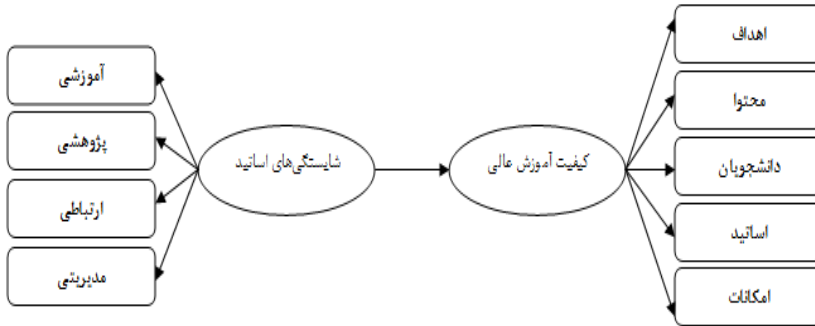 اهداف
محتوا
دانشجویان
اساتید
امکانات
کیفیت آموزش عالی
شایستگی‌های اساتید
آموزشی
پژوهشی
ارتباطی
مدیریتی